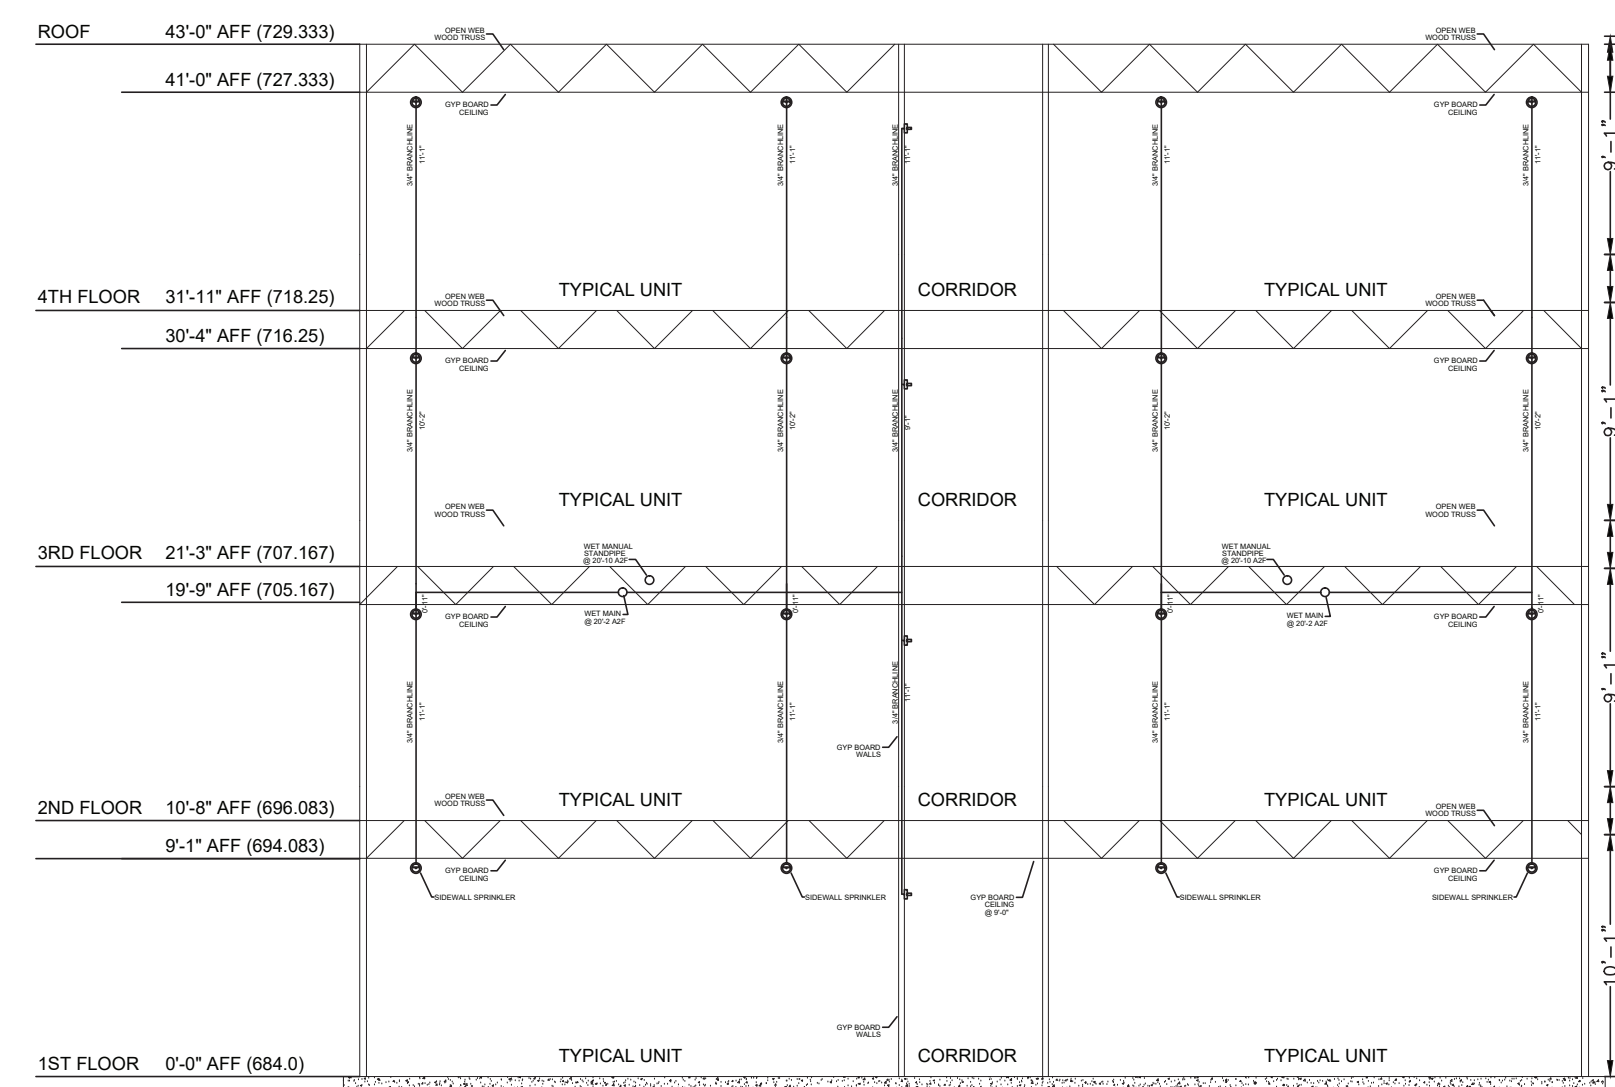 ROOF 43'-0" AFF (729.333)
OPEN WEB
WOOD TRUSS
OPEN WEB
WOOD TRUSS
41'-0" AFF (727.333)
GYP BOARD
CEILING
GYP BOARD
CEILING
3/4" BRANCHLINE
11'-1"
3/4" BRANCHLINE
11'-1"
3/4" BRANCHLINE
11'-1"
3/4" BRANCHLINE
11'-1"
3/4" BRANCHLINE
11'-1"
9'-1"
4TH FLOOR 31'-11" AFF (718.25)
OPEN WEB
WOOD TRUSS
TYPICAL UNIT
CORRIDOR
TYPICAL UNIT
OPEN WEB
WOOD TRUSS
30'-4" AFF (716.25)
GYP BOARD
CEILING
GYP BOARD
CEILING
3/4" BRANCHLINE
10'-2"
3/4" BRANCHLINE
10'-2"
3/4" BRANCHLINE
9'-1"
3/4" BRANCHLINE
10'-2"
3/4" BRANCHLINE
10'-2"
9'-1"
OPEN WEB
WOOD TRUSS
TYPICAL UNIT
CORRIDOR
TYPICAL UNIT
OPEN WEB
WOOD TRUSS
3RD FLOOR 21'-3" AFF (707.167)
WET MANUAL
STANDPIPE
@ 20'-10 A2F
WET MANUAL
STANDPIPE
@ 20'-10 A2F
19'-9" AFF (705.167)
0'-11"
0'-11"
0'-11"
0'-11"
GYP BOARD
CEILING
WET MAIN
@ 20'-2 A2F
WET MAIN
@ 20'-2 A2F
GYP BOARD
CEILING
3/4" BRANCHLINE
11'-1"
3/4" BRANCHLINE
11'-1"
3/4" BRANCHLINE
11'-1"
3/4" BRANCHLINE
11'-1"
3/4" BRANCHLINE
11'-1"
9'-1"
GYP BOARD
WALLS
2ND FLOOR 10'-8" AFF (696.083)
OPEN WEB
WOOD TRUSS
TYPICAL UNIT
CORRIDOR
TYPICAL UNIT
OPEN WEB
WOOD TRUSS
9'-1" AFF (694.083)
GYP BOARD
CEILING
GYP BOARD
CEILING
SIDEWALL SPRINKLER
SIDEWALL SPRINKLER
GYP BOARD
CEILING
@ 9'-0"
SIDEWALL SPRINKLER
SIDEWALL SPRINKLER
10'-1"
GYP BOARD
WALLS
1ST FLOOR 0'-0" AFF (684.0)
TYPICAL UNIT
CORRIDOR
TYPICAL UNIT